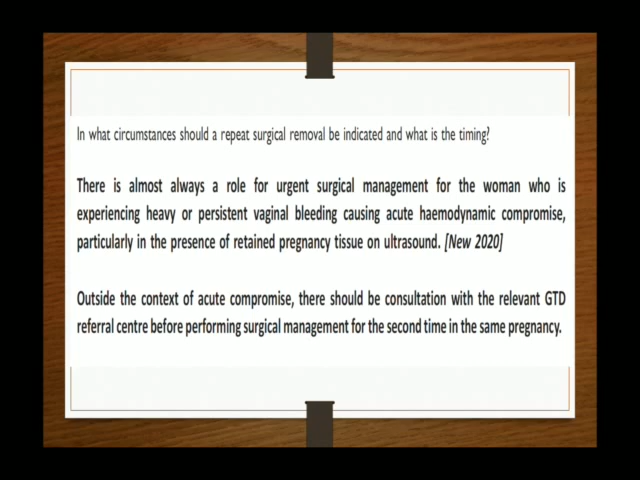 In what circumstances should a repeat surgical removal be indicated and what is the timing?
There is almost always a role for urgent surgical management for the woman who is
experiencing heavy or persistent vaginal bleeding causing acute haemodynamic compromise,
particularly in the presence of retained pregnancy tissue on ultrasound. [New 2020]
Outside the context of acute compromise, there should be consultation with the relevant GTD
referral centre before performing surgical management for the second time in the same pregnancy.